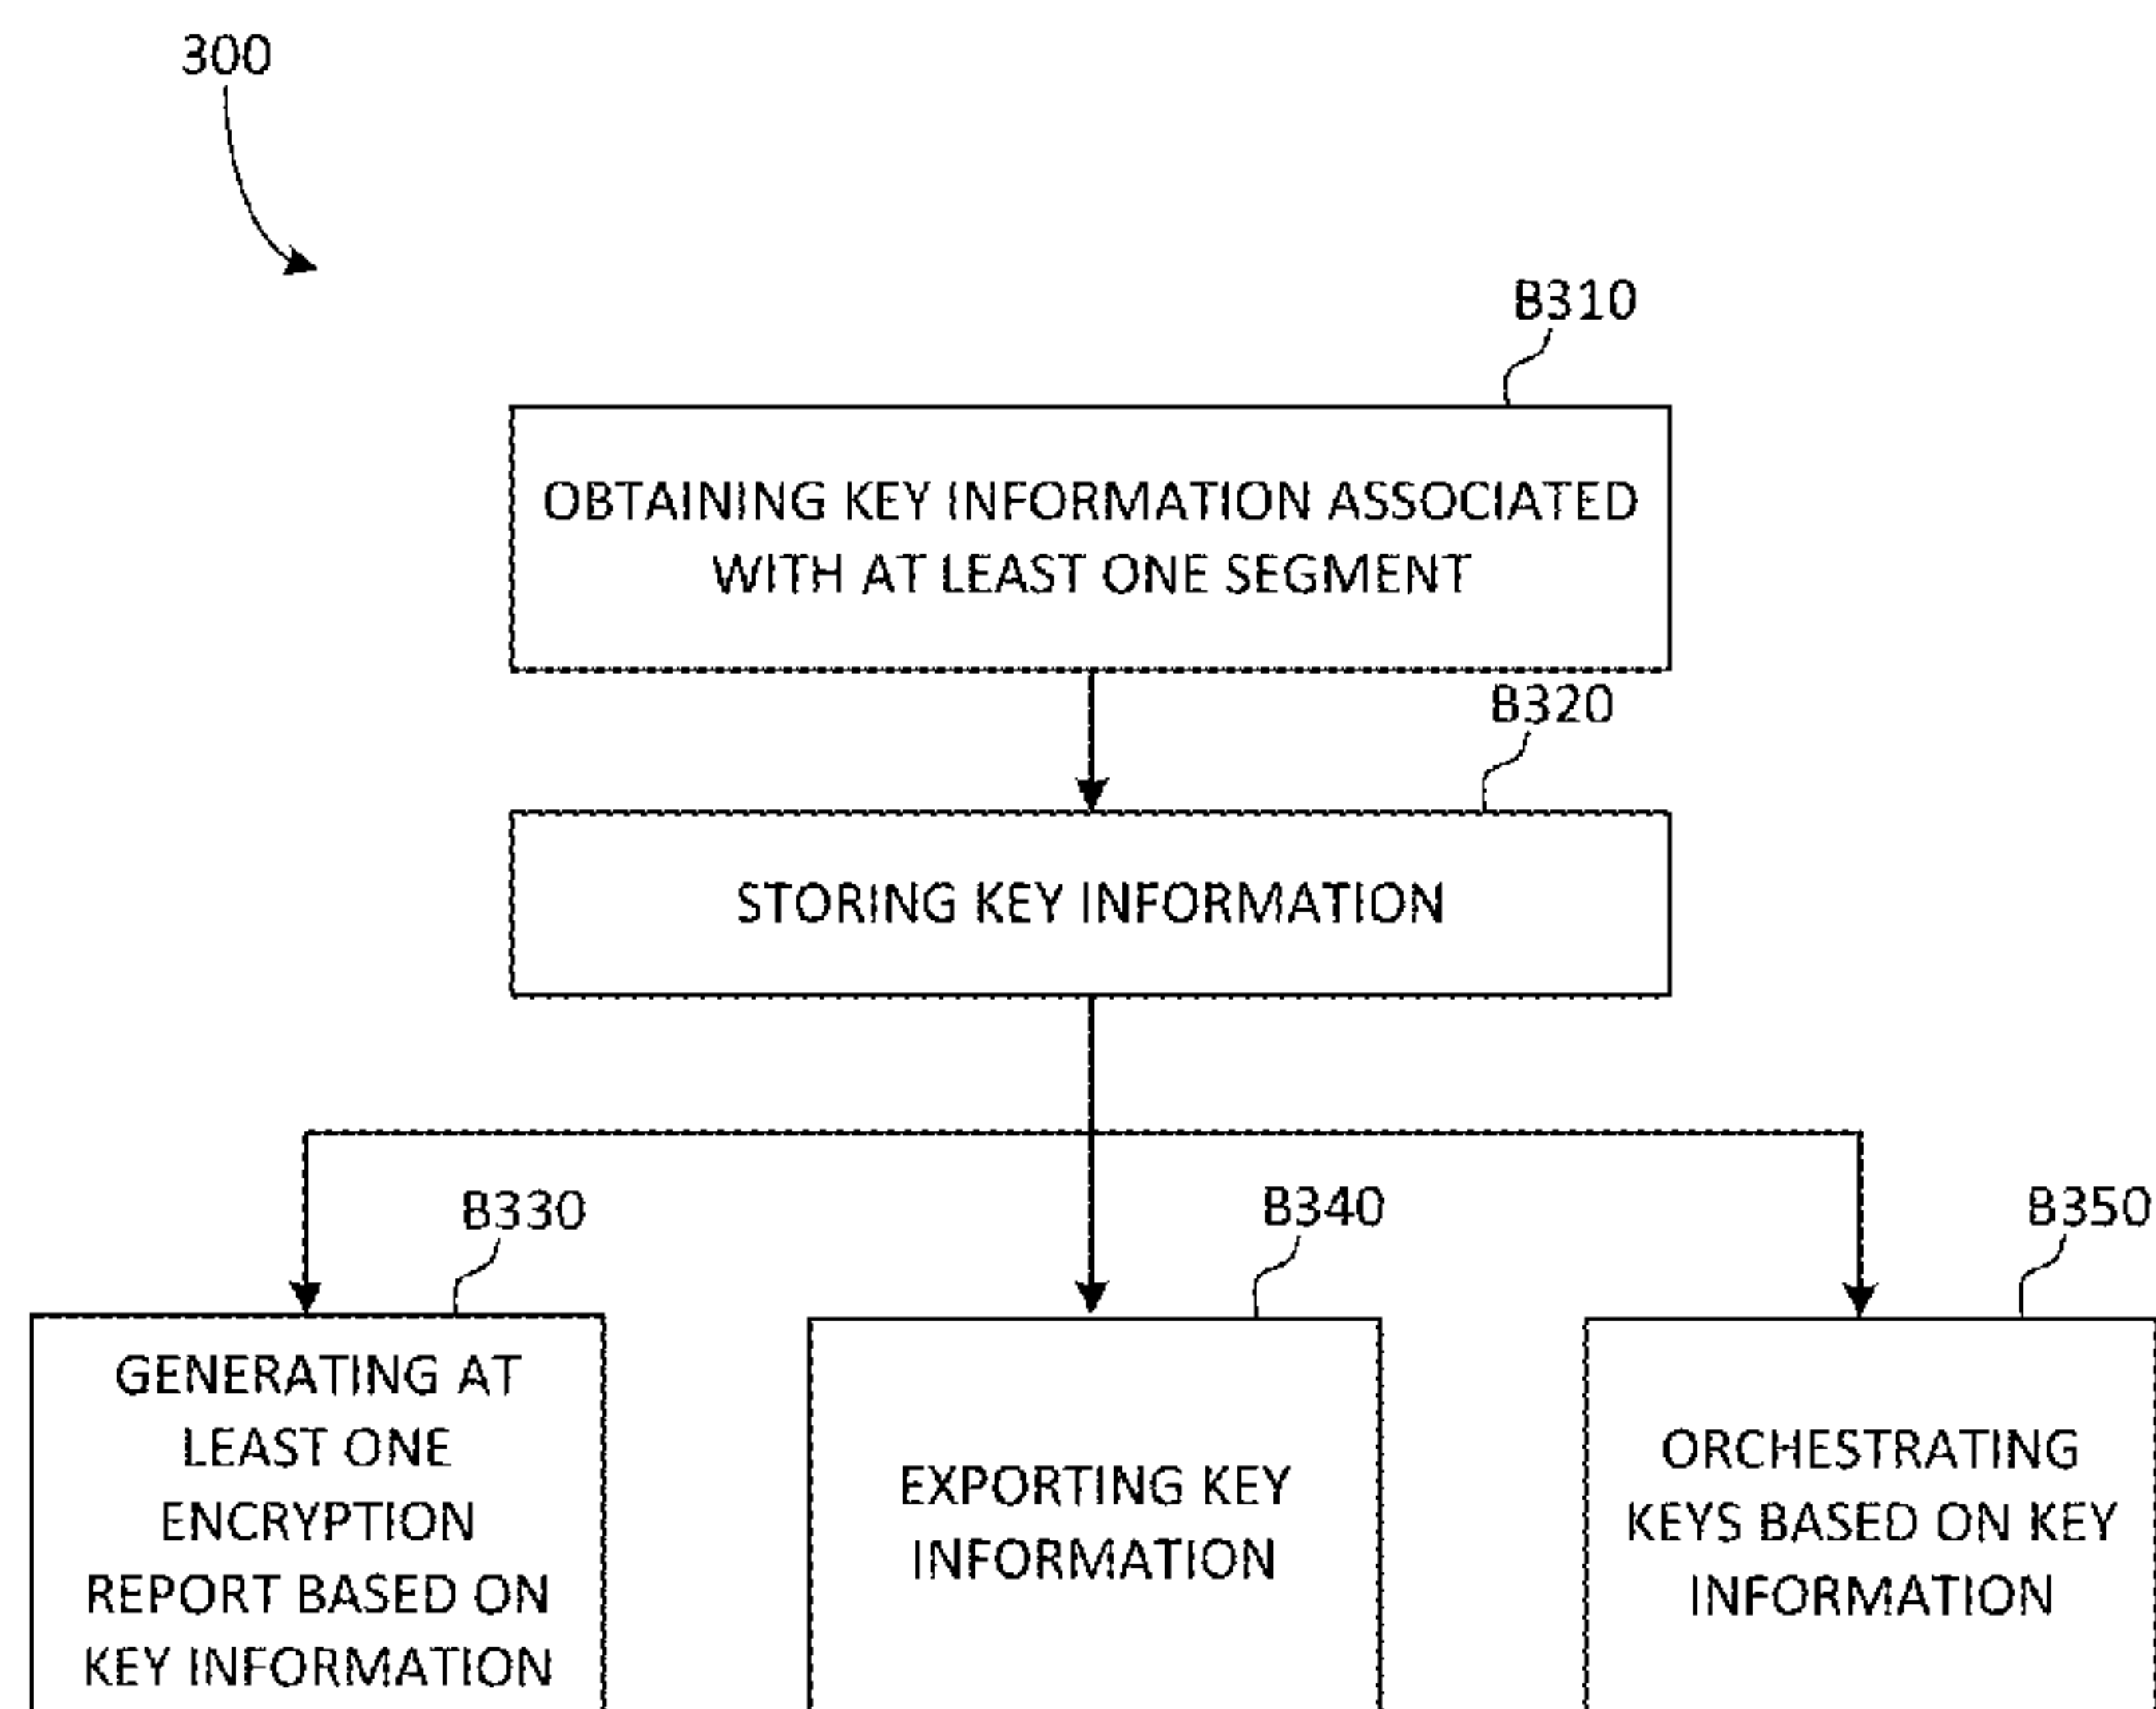 300
B310
OBTAINING KEY INFORMATION ASSOCIATED
WITH AT LEAST ONE SEGMENT
B320
STORING KEY INFORMATION
B330
GENERATING AT
LEAST ONE
ENCRYPTION
REPORT BASED ON
KEY INFORMATION
B340
EXPORTING KEY
INFORMATION
B350
ORCHESTRATING
KEYS BASED ON KEY
INFORMATION